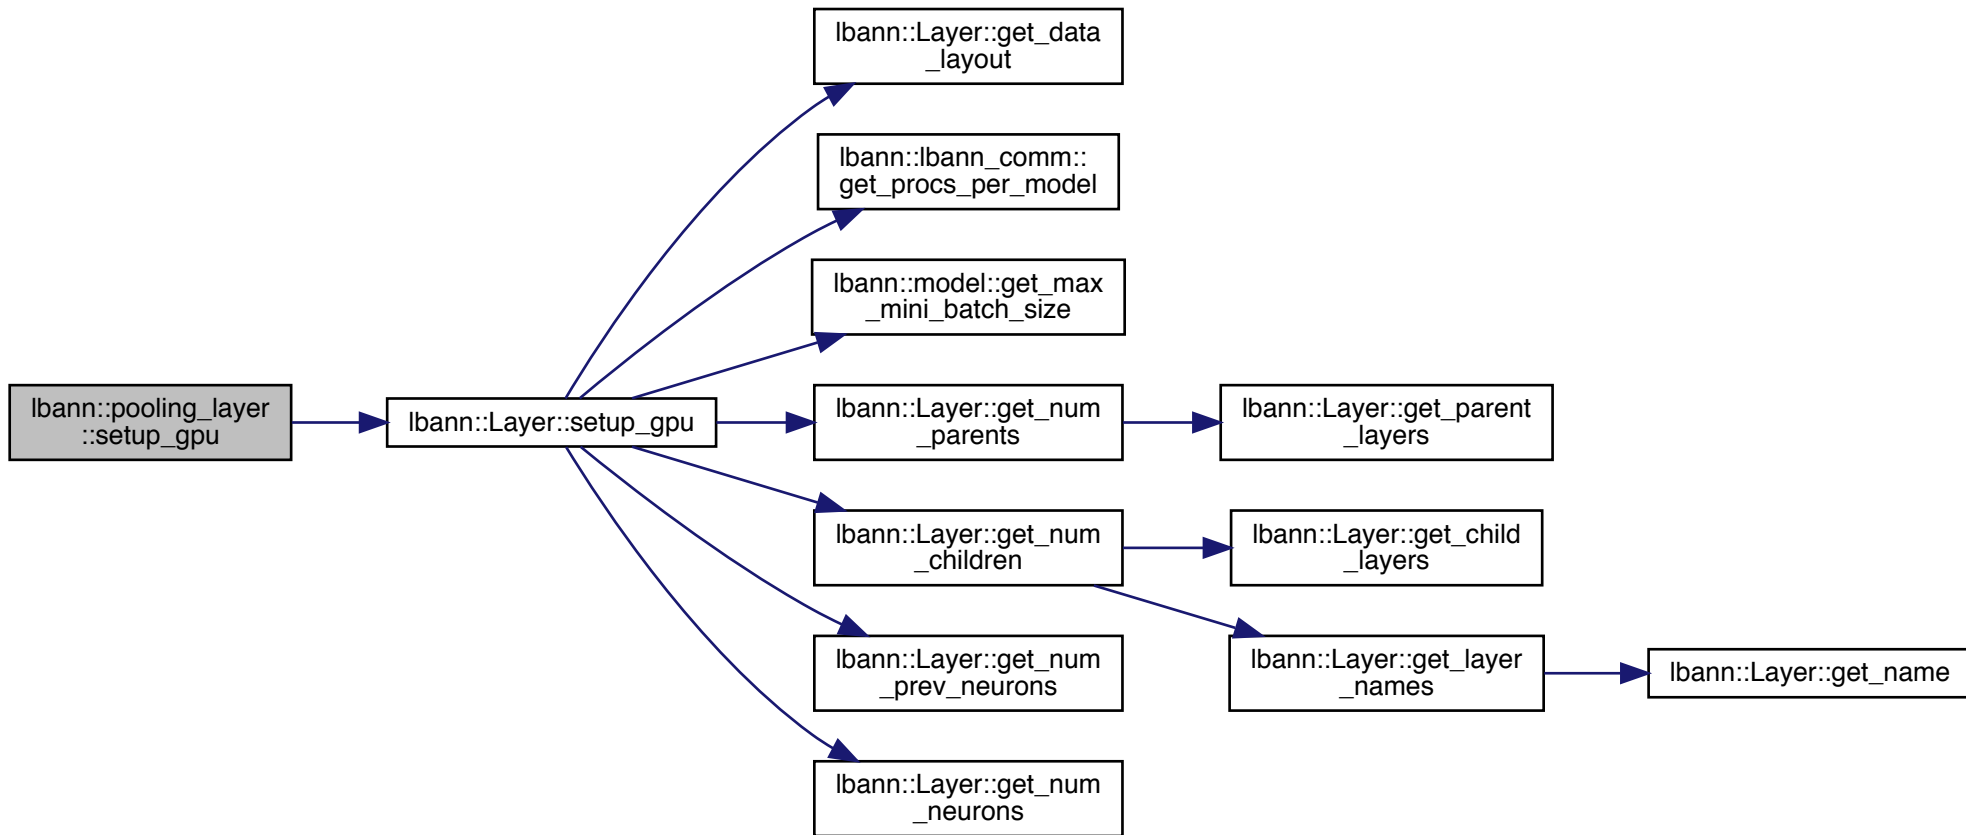 lbann::Layer::get_data
_layout
lbann::lbann_comm::
get_procs_per_model
lbann::model::get_max
_mini_batch_size
lbann::pooling_layer
::setup_gpu
lbann::Layer::setup_gpu
lbann::Layer::get_num
_parents
lbann::Layer::get_parent
_layers
lbann::Layer::get_num
_children
lbann::Layer::get_child
_layers
lbann::Layer::get_num
_prev_neurons
lbann::Layer::get_layer
_names
lbann::Layer::get_name
lbann::Layer::get_num
_neurons